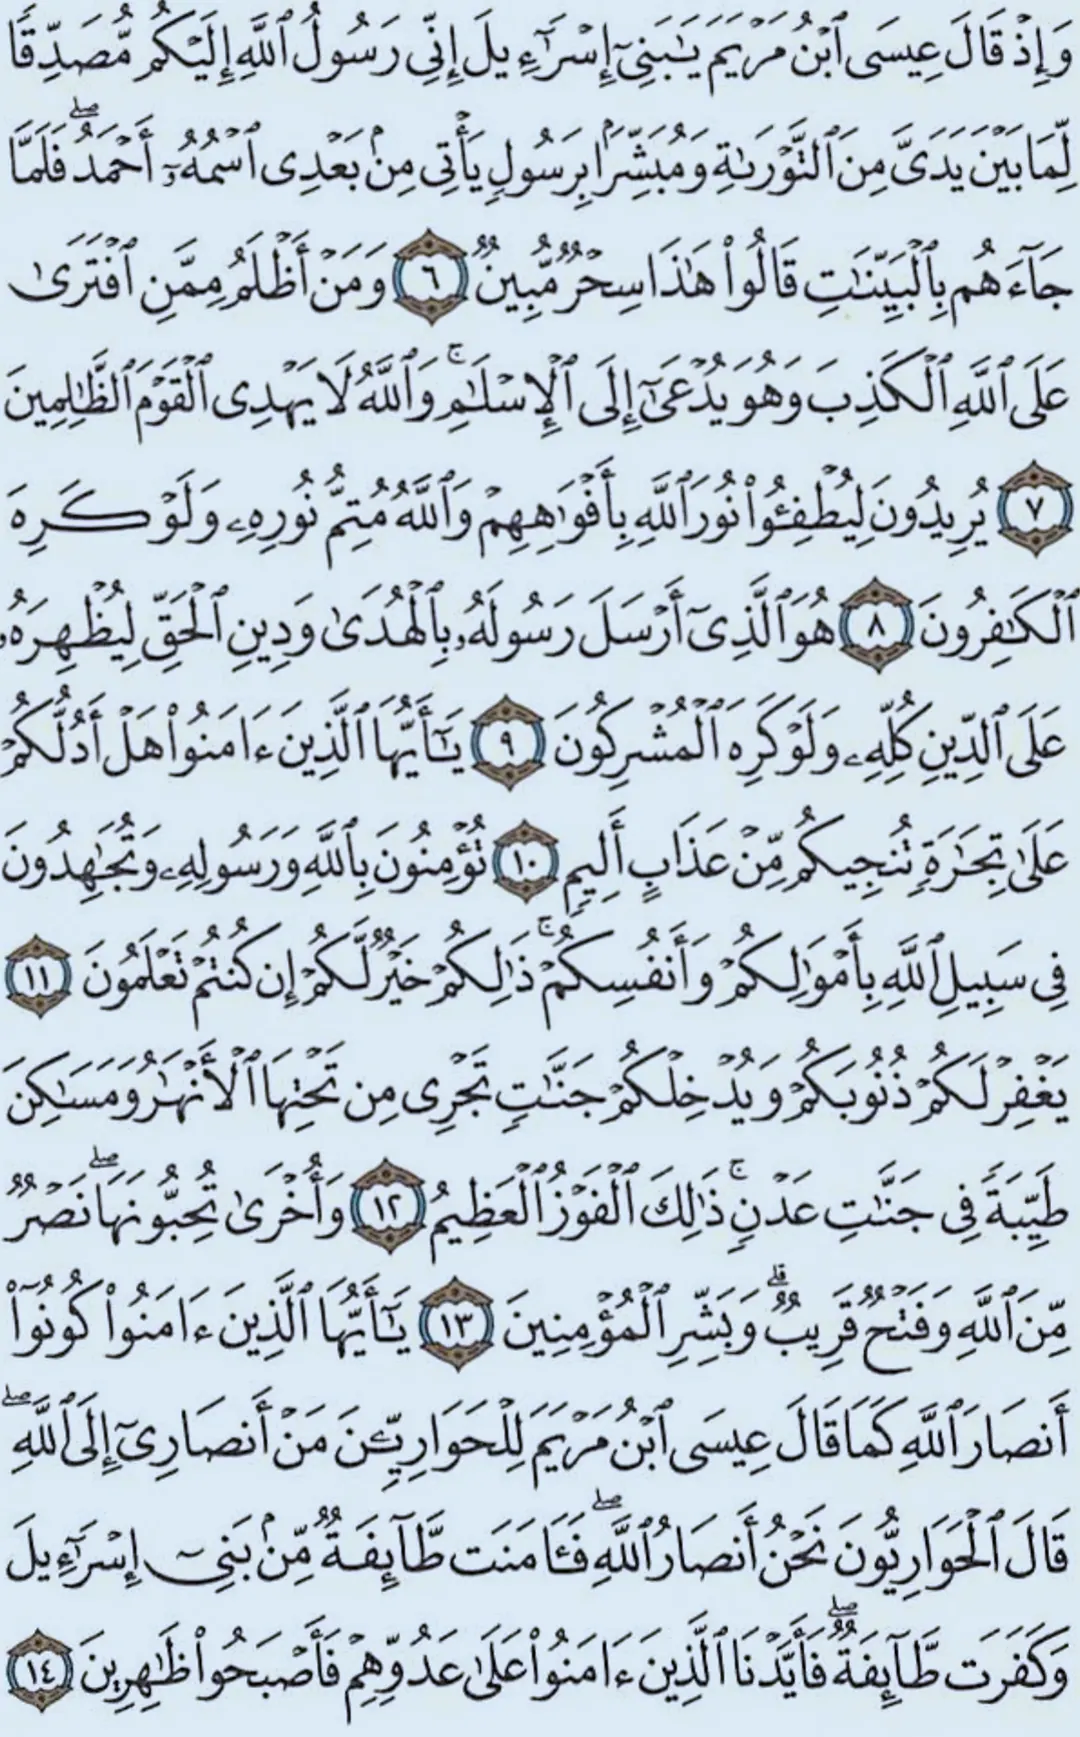 وَإِذۡ قَالَ عِيسَى ٱبۡنُ مَرۡيَمَ يَٰبَنِيٓ إِسۡرَٰٓءِيلَ إِنِّي رَسُولُ ٱللَّهِ إِلَيۡكُم مُّصَدِّقٗا
لِّمَا بَيۡنَ يَدَيَّ مِنَ ٱلتَّوۡرَىٰةِ وَمُبَشِّرَۢا بِرَسُولٖ يَأۡتِي مِنۢ بَعۡدِي ٱسۡمُهُۥٓ أَحۡمَدُۖ فَلَمَّا
جَآءَهُم بِٱلۡبَيِّنَٰتِ قَالُواْ هَٰذَا سِحۡرٞ مُّبِينٞ ٦ وَمَنۡ أَظۡلَمُ مِمَّنِ ٱفۡتَرَىٰ
عَلَى ٱللَّهِ ٱلۡكَذِبَ وَهُوَ يُدۡعَىٰٓ إِلَى ٱلۡإِسۡلَٰمِۚ وَٱللَّهُ لَا يَهۡدِي ٱلۡقَوۡمَ ٱلظَّٰلِمِينَ
٧ يُرِيدُونَ لِيُطۡفِـُٔواْ نُورَ ٱللَّهِ بِأَفۡوَٰهِهِمۡ وَٱللَّهُ مُتِمُّ نُورِهِۦ وَلَوۡ كَرِهَ
ٱلۡكَٰفِرُونَ ٨ هُوَ ٱلَّذِيٓ أَرۡسَلَ رَسُولَهُۥ بِٱلۡهُدَىٰ وَدِينِ ٱلۡحَقِّ لِيُظۡهِرَهُۥ
عَلَى ٱلدِّينِ كُلِّهِۦ وَلَوۡ كَرِهَ ٱلۡمُشۡرِكُونَ ٩ يَٰٓأَيُّهَا ٱلَّذِينَ ءَامَنُواْ هَلۡ أَدُلُّكُمۡ
عَلَىٰ تِجَٰرَةٖ تُنجِيكُم مِّنۡ عَذَابٍ أَلِيمٖ ١٠ تُؤۡمِنُونَ بِٱللَّهِ وَرَسُولِهِۦ وَتُجَٰهِدُونَ
فِي سَبِيلِ ٱللَّهِ بِأَمۡوَٰلِكُمۡ وَأَنفُسِكُمۡۚ ذَٰلِكُمۡ خَيۡرٞ لَّكُمۡ إِن كُنتُمۡ تَعۡلَمُونَ ١١
يَغۡفِرۡ لَكُمۡ ذُنُوبَكُمۡ وَيُدۡخِلۡكُمۡ جَنَّٰتٖ تَجۡرِي مِن تَحۡتِهَا ٱلۡأَنۡهَٰرُ وَمَسَٰكِنَ
طَيِّبَةٗ فِي جَنَّٰتِ عَدۡنٖۚ ذَٰلِكَ ٱلۡفَوۡزُ ٱلۡعَظِيمُ ١٢ وَأُخۡرَىٰ تُحِبُّونَهَاۖ نَصۡرٞ
مِّنَ ٱللَّهِ وَفَتۡحٞ قَرِيبٞۗ وَبَشِّرِ ٱلۡمُؤۡمِنِينَ ١٣ يَٰٓأَيُّهَا ٱلَّذِينَ ءَامَنُواْ كُونُوٓاْ
أَنصَارَ ٱللَّهِ كَمَا قَالَ عِيسَى ٱبۡنُ مَرۡيَمَ لِلۡحَوَارِيِّـۧنَ مَنۡ أَنصَارِيٓ إِلَى ٱللَّهِۖ
قَالَ ٱلۡحَوَارِيُّونَ نَحۡنُ أَنصَارُ ٱللَّهِۖ فَـَٔامَنَت طَّآئِفَةٞ مِّنۢ بَنِيٓ إِسۡرَٰٓءِيلَ
وَكَفَرَت طَّآئِفَةٞۖ فَأَيَّدۡنَا ٱلَّذِينَ ءَامَنُواْ عَلَىٰ عَدُوِّهِمۡ فَأَصۡبَحُواْ ظَٰهِرِينَ ١٤